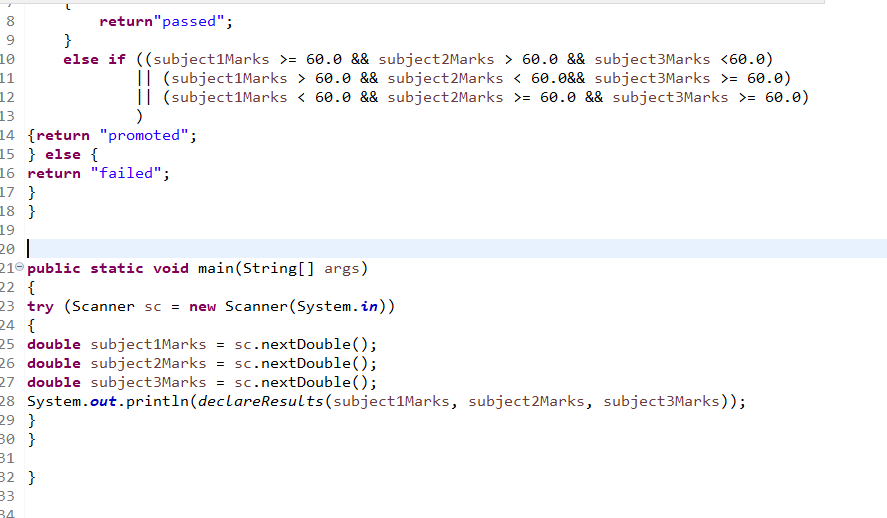 {
8 return"passed";
9 }
10 else if ((subject1Marks >= 60.0 && subject2Marks > 60.0 && subject3Marks <60.0)
11 || (subject1Marks > 60.0 && subject2Marks < 60.0&& subject3Marks >= 60.0)
12 || (subject1Marks < 60.0 && subject2Marks >= 60.0 && subject3Marks >= 60.0)
13 )
14 {return "promoted";
15 } else {
16 return "failed";
17 }
18 }
19
20
21 public static void main(String[] args)
22 {
23 try (Scanner sc = new Scanner(System.in))
24 {
25 double subject1Marks = sc.nextDouble();
26 double subject2Marks = sc.nextDouble();
27 double subject3Marks = sc.nextDouble();
28 System.out.println(declareResults(subject1Marks, subject2Marks, subject3Marks));
29 }
30 }
31
32 }
33
34